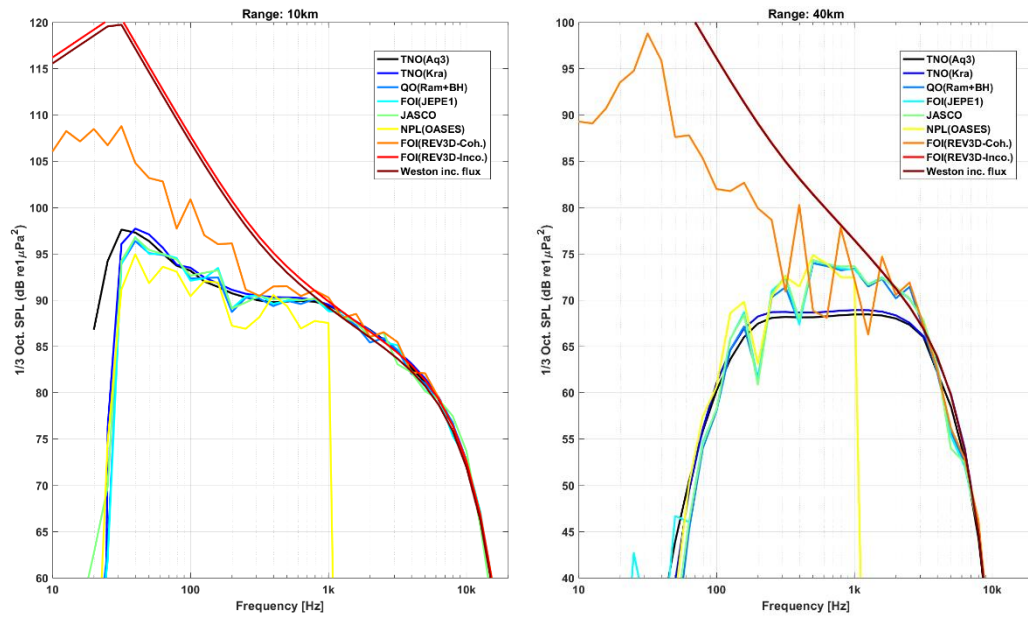 Range: 10km
120
115
110
105
100
95
90
85
80
75
70
65
60
1/3 Oct. SPL (dB re1μPa²)
10
100
1k
10k
Frequency [Hz]
TNO(Aq3)
TNO(Kra)
QO(Ram+BH)
FOI(JEPE1)
JASCO
NPL(OASES)
FOI(REV3D-Coh.)
FOI(REV3D-Inco.)
Weston inc. flux
Range: 40km
100
95
90
85
80
75
70
65
60
55
50
45
40
1/3 Oct. SPL (dB re1μPa²)
10
100
1k
10k
Frequency [Hz]
TNO(Aq3)
TNO(Kra)
QO(Ram+BH)
FOI(JEPE1)
JASCO
NPL(OASES)
FOI(REV3D-Coh.)
FOI(REV3D-Inco.)
Weston inc. flux